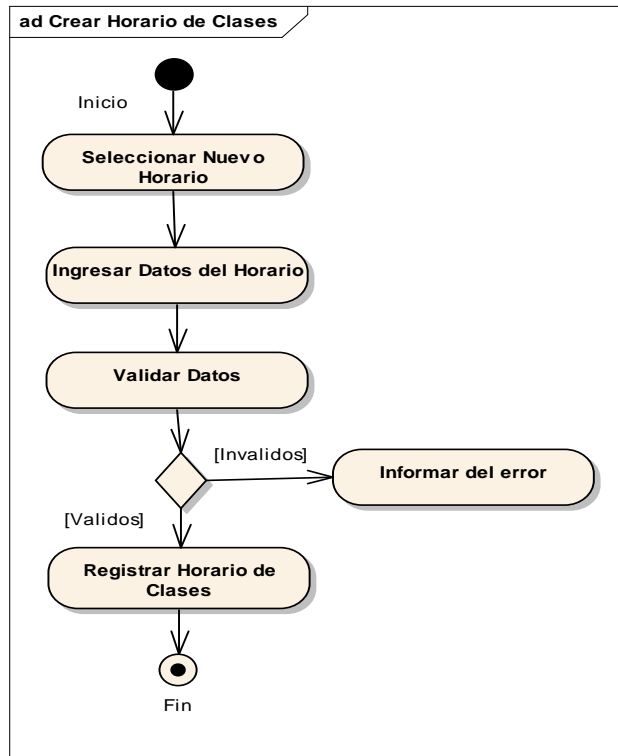 ad Crear Horario de Clases
Inicio
Seleccionar Nuevo
Horario
Ingresar Datos del Horario
Validar Datos
[Invalidos]
Informar del error
[Validos]
Registrar Horario de
Clases
Fin